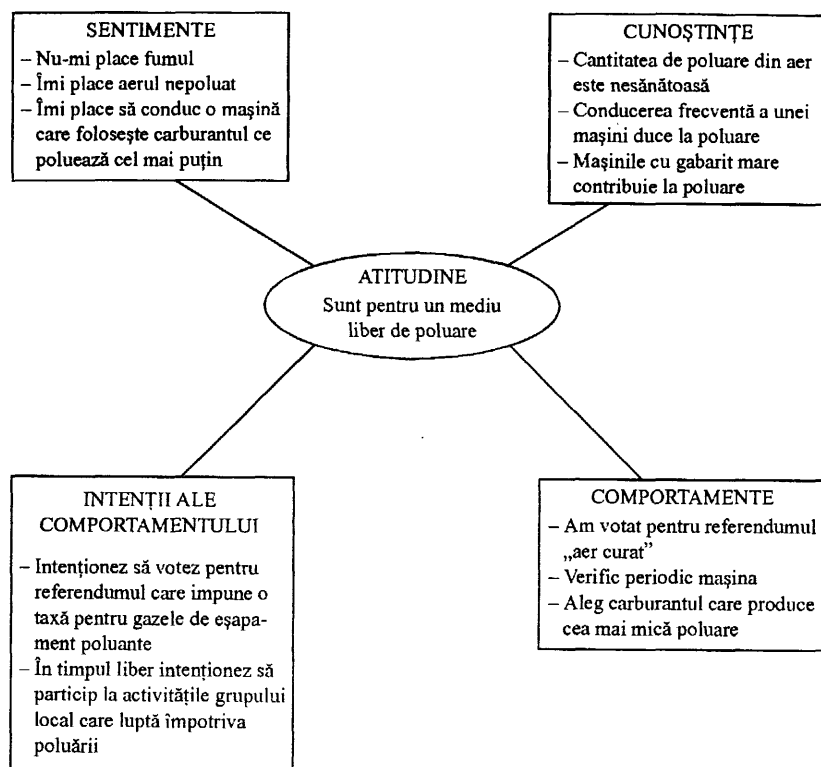 SENTIMENTE
– Nu-mi place fumul
– Îmi place aerul nepoluat
– Îmi place să conduc o mașină
care folosește carburantul ce
poluează cel mai puțin
CUNOȘTINȚE
– Cantitatea de poluare din aer
este nesănătoasă
– Conducerea frecventă a unei
mașini duce la poluare
– Mașinile cu gabarit mare
contribuie la poluare
ATITUDINE
Sunt pentru un mediu
liber de poluare
INTENȚII ALE
COMPORTAMENTULUI
– Intenționez să votez pentru
referendumul care impune o
taxă pentru gazele de eșapa-
ment poluante
– În timpul liber intenționez să
particip la activitățile grupului
local care luptă împotriva
poluării
COMPORTAMENTE
– Am votat pentru referendumul
„aer curat”
– Verific periodic mașina
– Aleg carburantul care produce
cea mai mică poluare